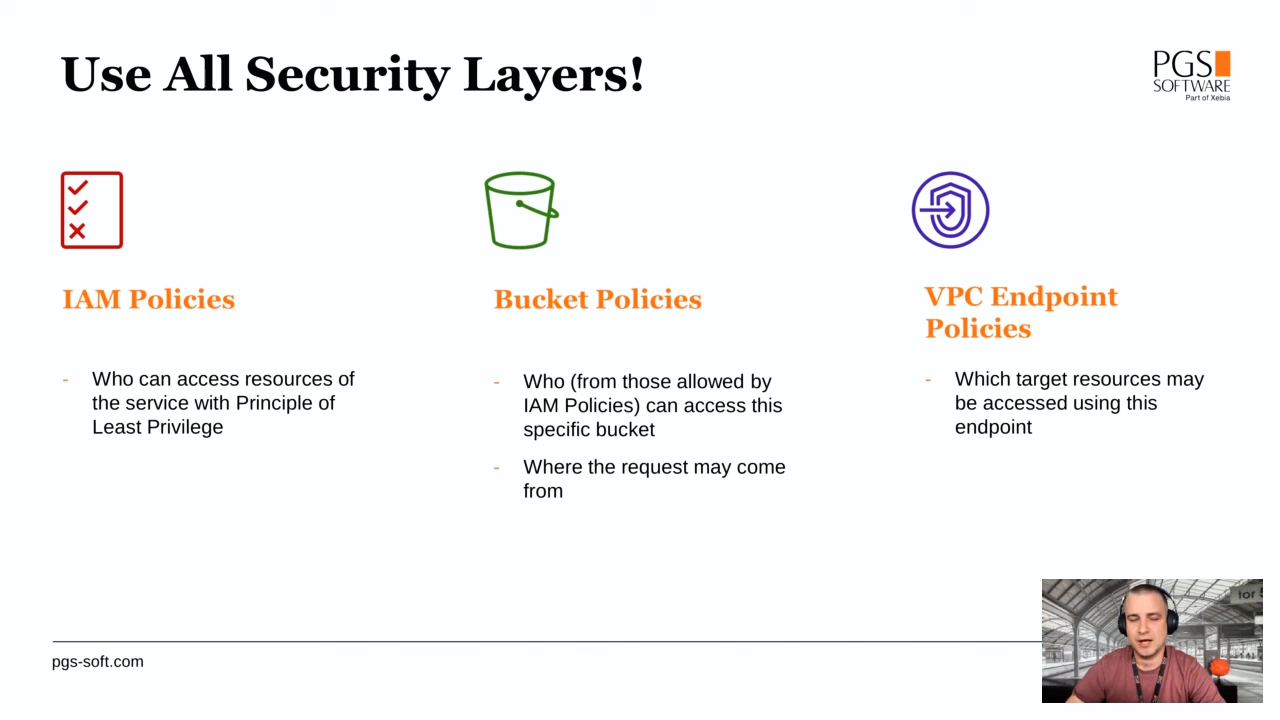 Use All Security Layers!
PGS
SOFTWARE
Part of Xebia
IAM Policies
- Who can access resources of
the service with Principle of
Least Privilege
Bucket Policies
- Who (from those allowed by
IAM Policies) can access this
specific bucket
- Where the request may come
from
VPC Endpoint
Policies
- Which target resources may
be accessed using this
endpoint
pgs-soft.com